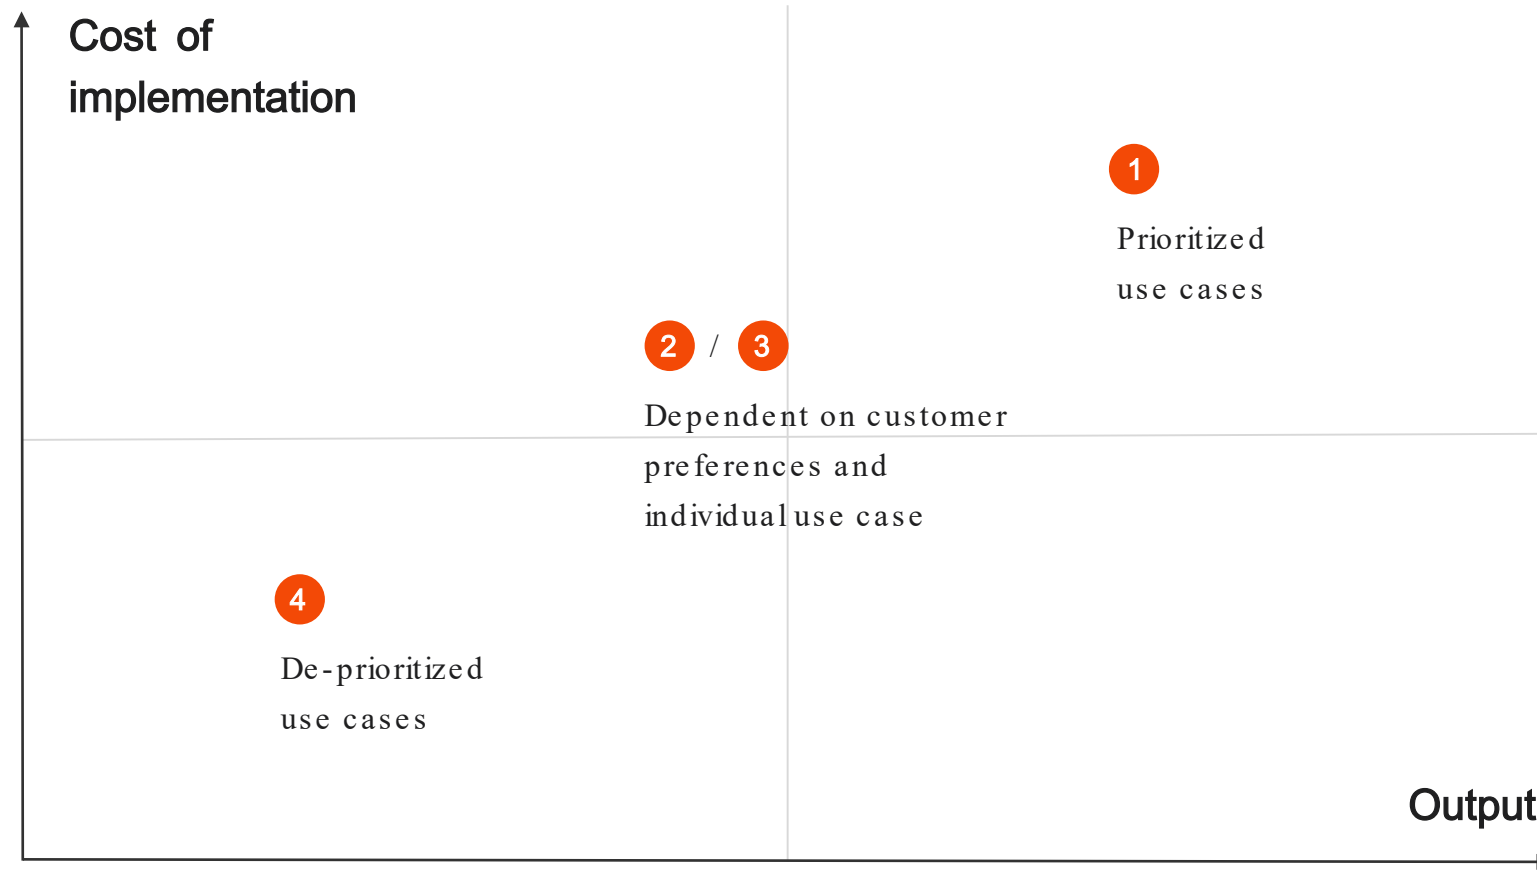 Cost of
implementation
1
Prioritized
use cases
2 / 3
Dependent on customer
preferences and
individual use case
4
De-prioritized
use cases
Output